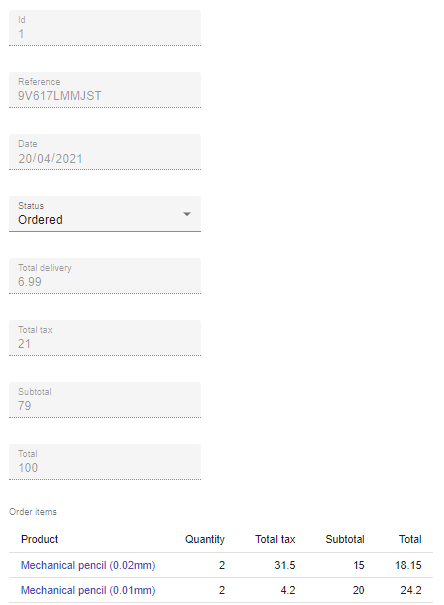 Id
1
Reference
9V617LMMJST
Date
20/04/2021
Status
Ordered
Total delivery
6.99
Total tax
21
Subtotal
79
Total
100
Order items
Product Quantity Total tax Subtotal Total
Mechanical pencil (0.02mm) 2 31.5 15 18.15
Mechanical pencil (0.01mm) 2 4.2 20 24.2